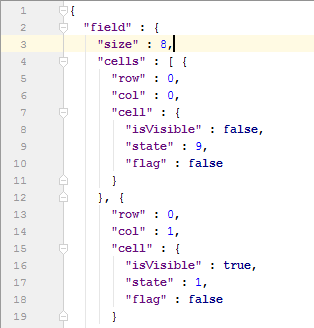 1 {
2   "field" : {
3     "size" : 8,
4     "cells" : [ {
5       "row" : 0,
6       "col" : 0,
7       "cell" : {
8         "isVisible" : false,
9         "state" : 9,
10         "flag" : false
11       }
12     }, {
13       "row" : 0,
14       "col" : 1,
15       "cell" : {
16         "isVisible" : true,
17         "state" : 1,
18         "flag" : false
19       }